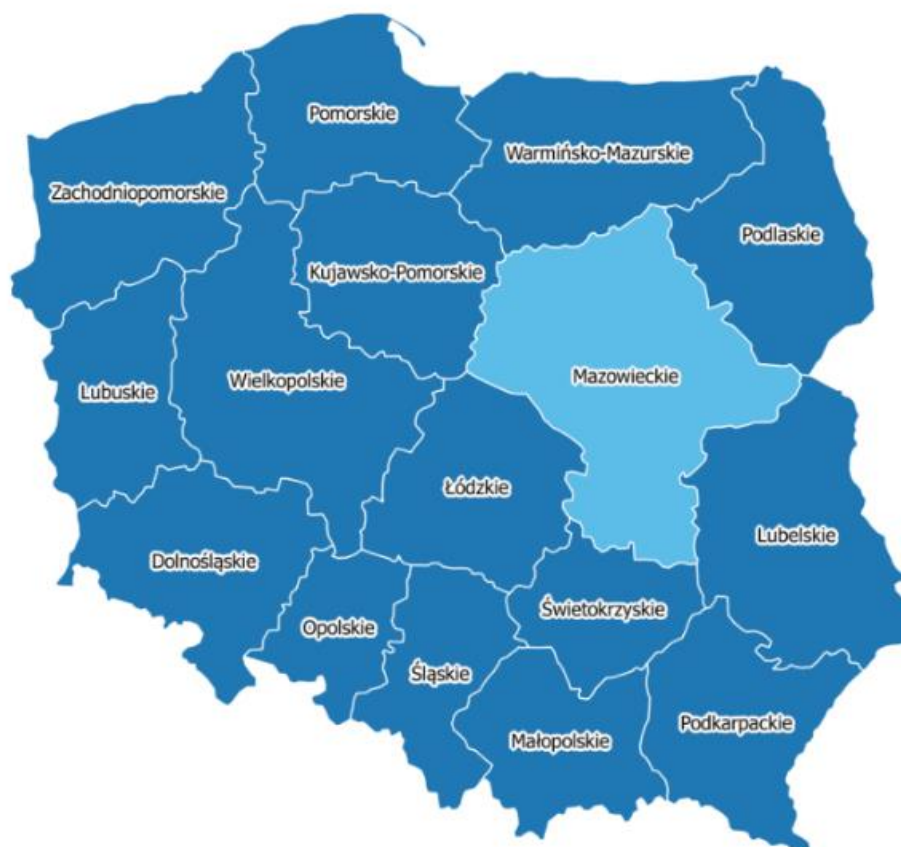 Pomorskie
Warmińsko-Mazurskie
Zachodniopomorskie
Podlaskie
Kujawsko-Pomorskie
Mazowieckie
Wielkopolskie
Lubuskie
Łódzkie
Lubelskie
Dolnośląskie
Świetokrzyskie
Opolskie
Śląskie
Podkarpackie
Małopolskie